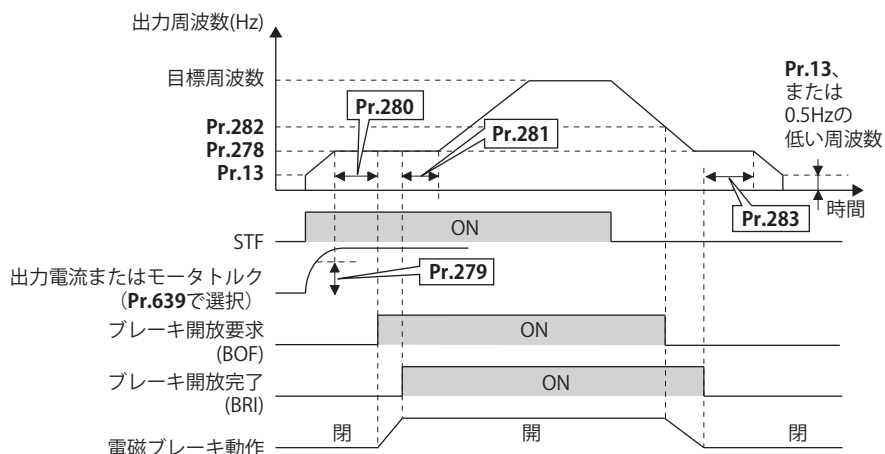 出力周波数(Hz)
目標周波数
Pr.280
Pr.13、
または
0.5Hzの
低い周波数
Pr.282
Pr.281
Pr.278
Pr.13
時間
Pr.283
STF
ON
出力電流またはモータトルク
(Pr.639で選択)
Pr.279
ブレーキ開放要求
(BOF)
ON
ブレーキ開放完了
(BRI)
ON
電磁ブレーキ動作
閉
開
閉